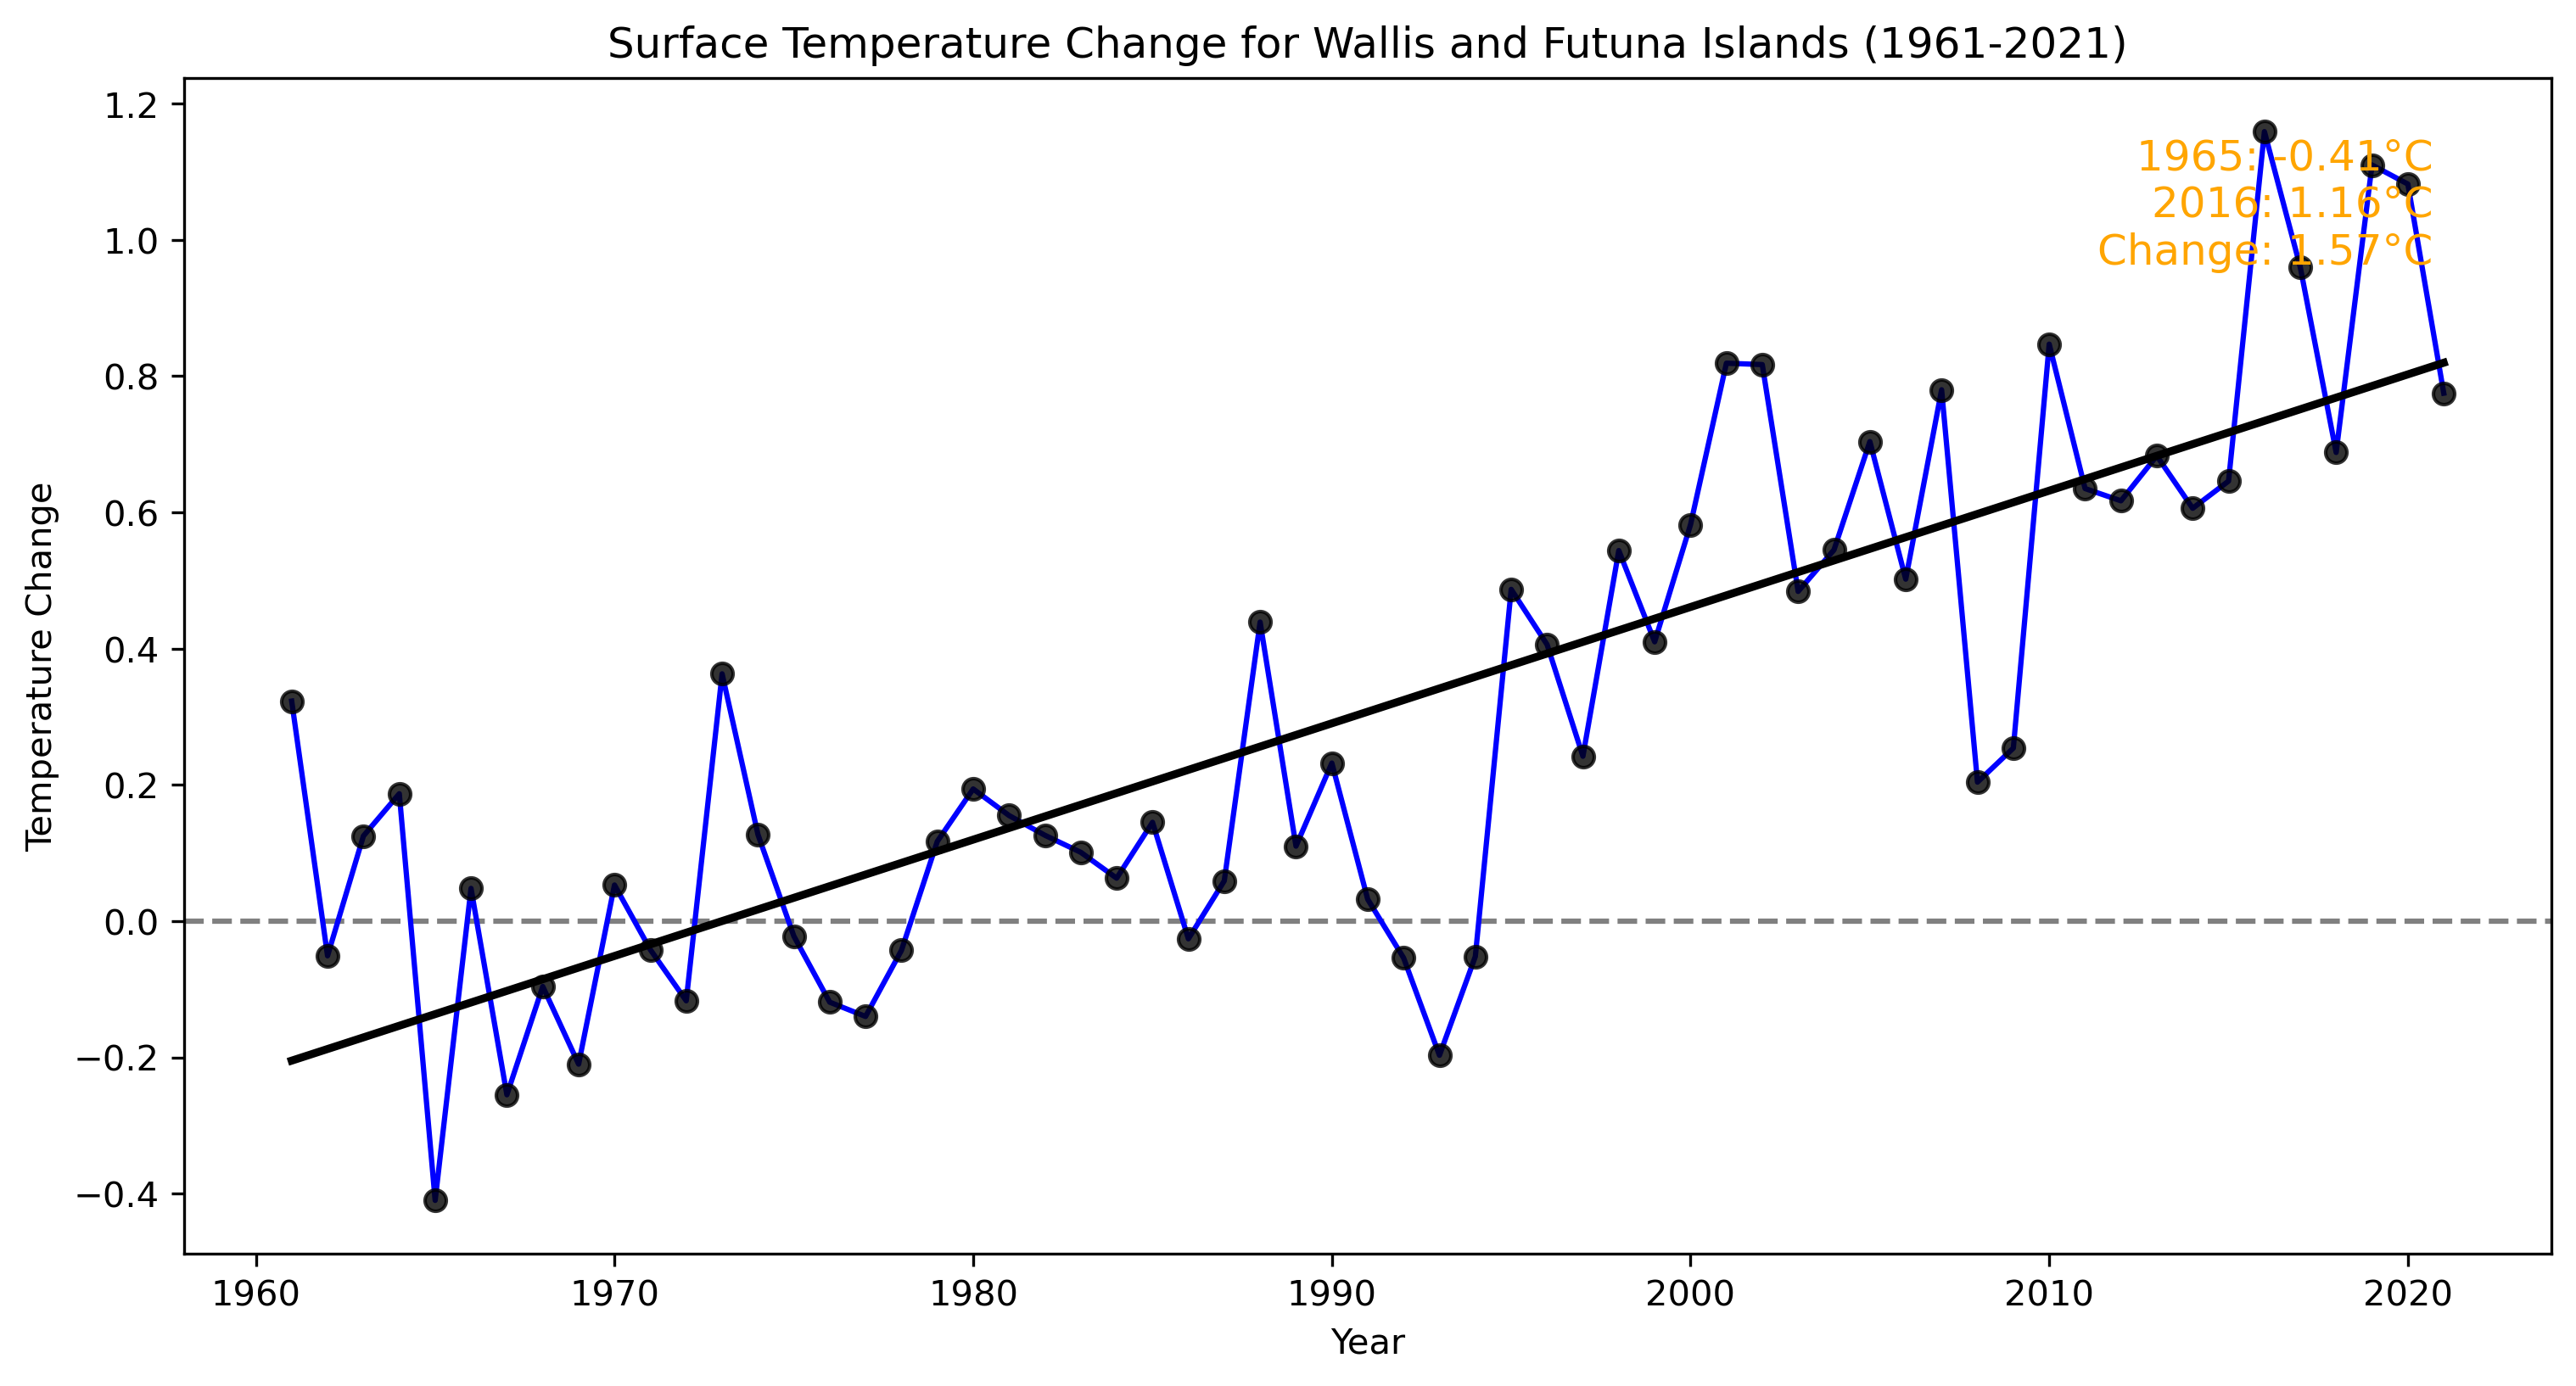 Surface Temperature Change for Wallis and Futuna Islands (1961-2021)
1.2
1.0
0.8
0.6
0.4
0.2
0.0
−0.2
−0.4
Temperature Change
1965: -0.41°C
2016: 1.16°C
Change: 1.57°C
1960 1970 1980 1990 2000 2010 2020
Year